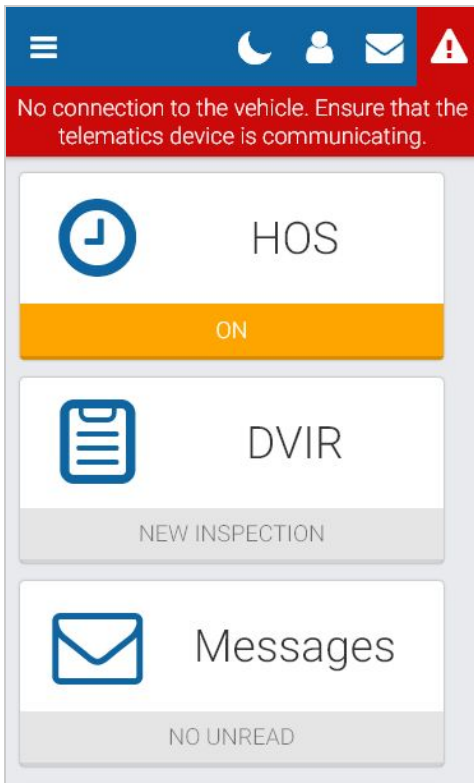 No connection to the vehicle. Ensure that the
telematics device is communicating.
HOS
ON
DVIR
NEW INSPECTION
Messages
NO UNREAD